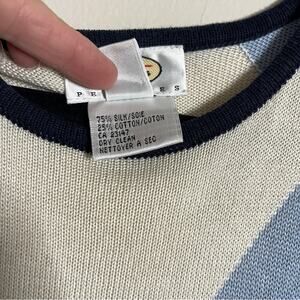 75% SILK/SOIE
25% COTTON/COTON
CA 23147
DRY CLEAN
NETTOYER A SEC